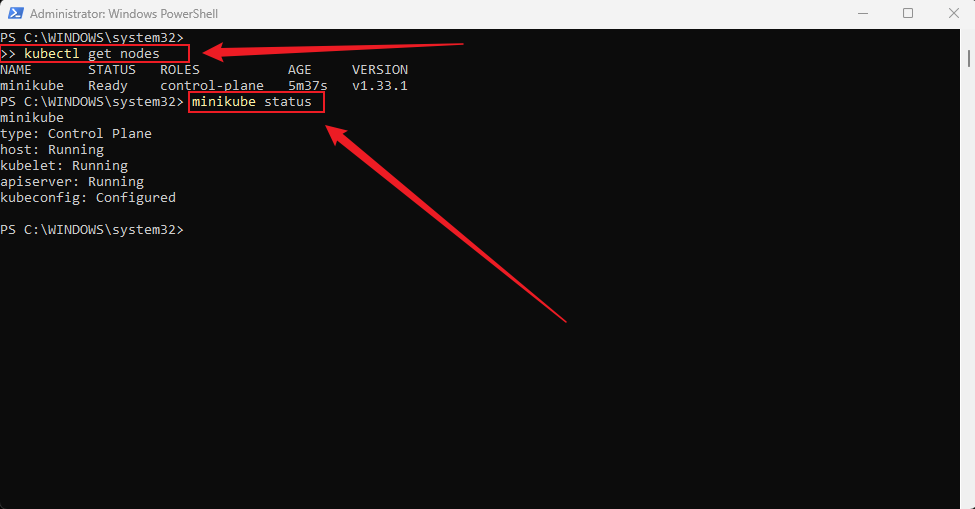 Administrator: Windows PowerShell
PS C:\WINDOWS\system32>
>> kubectl get nodes
NAME       STATUS   ROLES           AGE     VERSION
minikube   Ready    control-plane   5m37s   v1.33.1
PS C:\WINDOWS\system32> minikube status
minikube
type: Control Plane
host: Running
kubelet: Running
apiserver: Running
kubeconfig: Configured
PS C:\WINDOWS\system32>